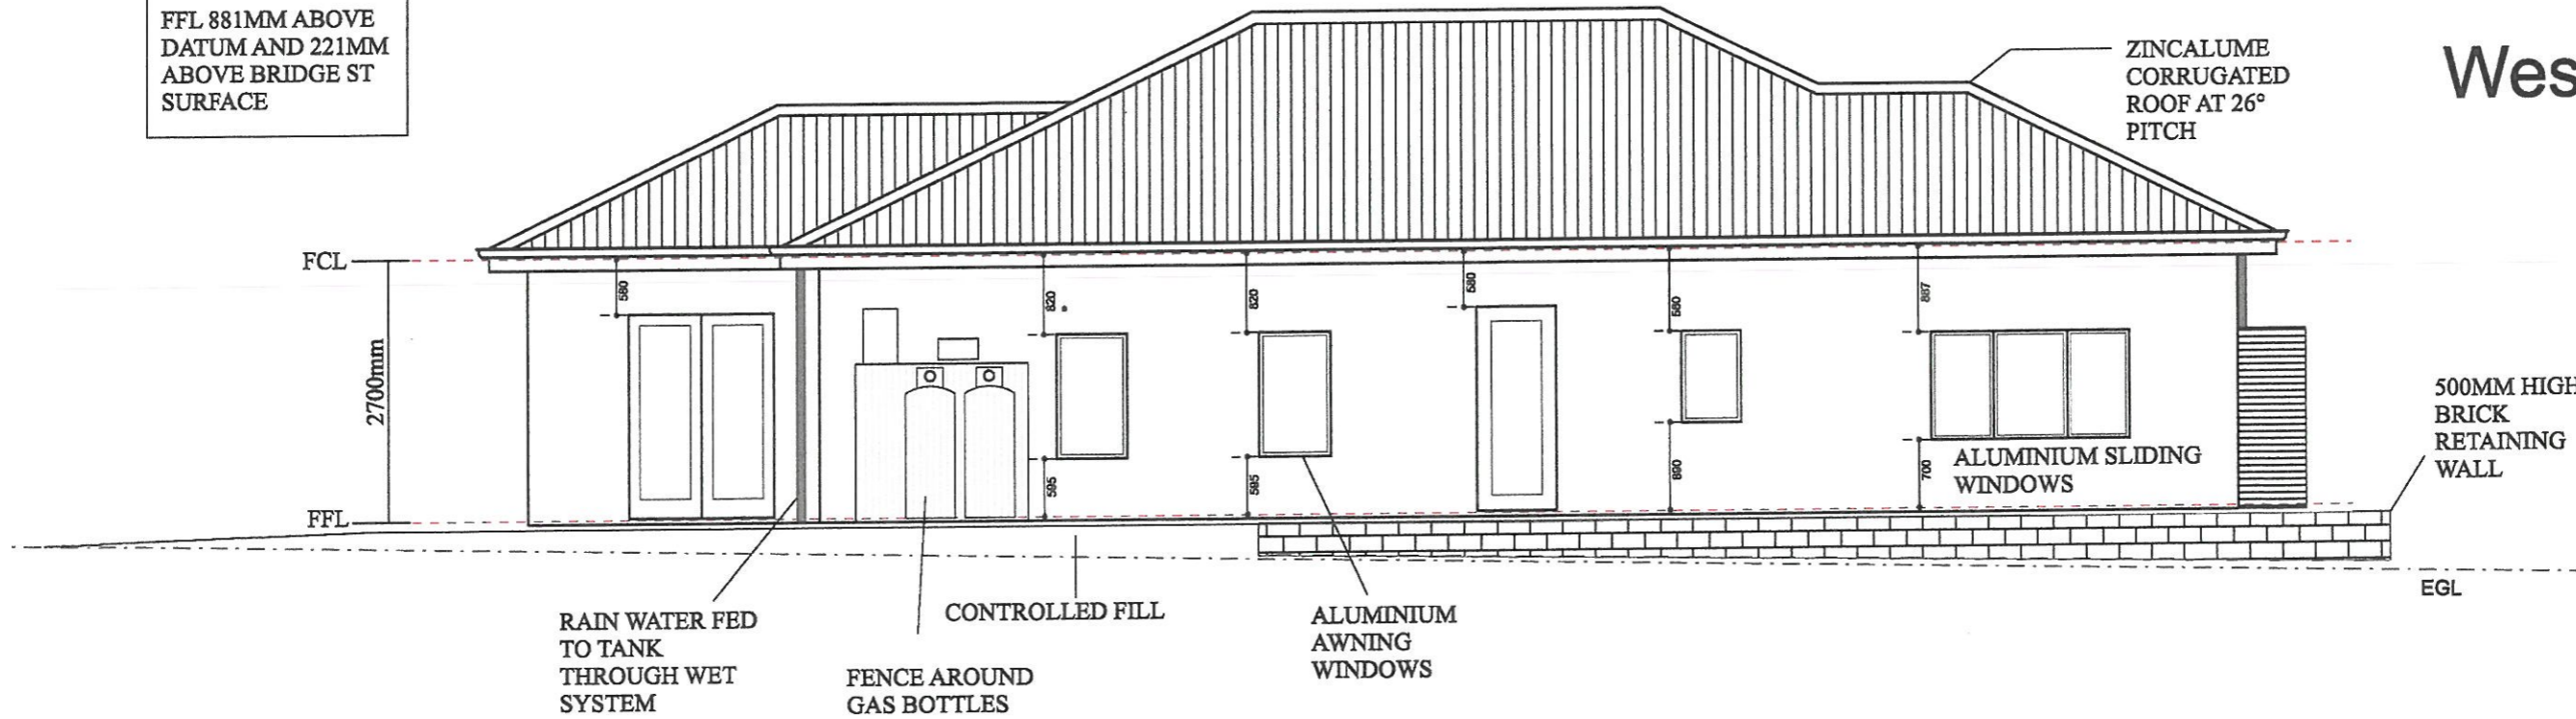 FFL 881MM ABOVE
DATUM AND 221MM
ABOVE BRIDGE ST
SURFACE
ZINCALUME
CORRUGATED
ROOF AT 26°
PITCH
Wes
FCL
580
820
820
580
580
887
2700mm
500MM HIGH
BRICK
RETAINING
WALL
595
595
890
700
ALUMINIUM SLIDING
WINDOWS
FFL
EGL
RAIN WATER FED
TO TANK
THROUGH WET
SYSTEM
FENCE AROUND
GAS BOTTLES
CONTROLLED FILL
ALUMINIUM
AWNING
WINDOWS